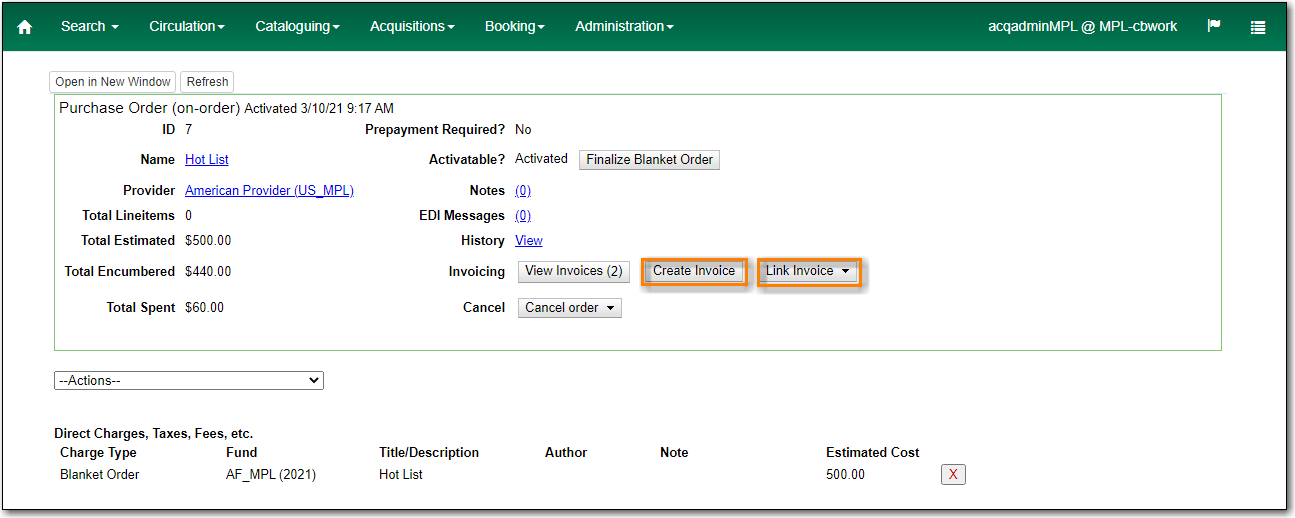 Search Circulation Cataloguing Acquisitions Booking Administration acqadminMPL @ MPL-cbwork
Open in New Window Refresh
Purchase Order (on-order) Activated 3/10/21 9:17 AM
ID 7 Prepayment Required? No
Name Hot List Activatable? Activated Finalize Blanket Order
Provider American Provider (US_MPL) Notes (0)
Total Lineitems 0 EDI Messages (0)
Total Estimated $500.00 History View
Total Encumbered $440.00 Invoicing View Invoices (2) Create Invoice Link Invoice
Total Spent $60.00 Cancel Cancel order
--Actions--
Direct Charges, Taxes, Fees, etc.
Charge Type Fund Title/Description Author Note Estimated Cost
Blanket Order AF_MPL (2021) Hot List 500.00 X